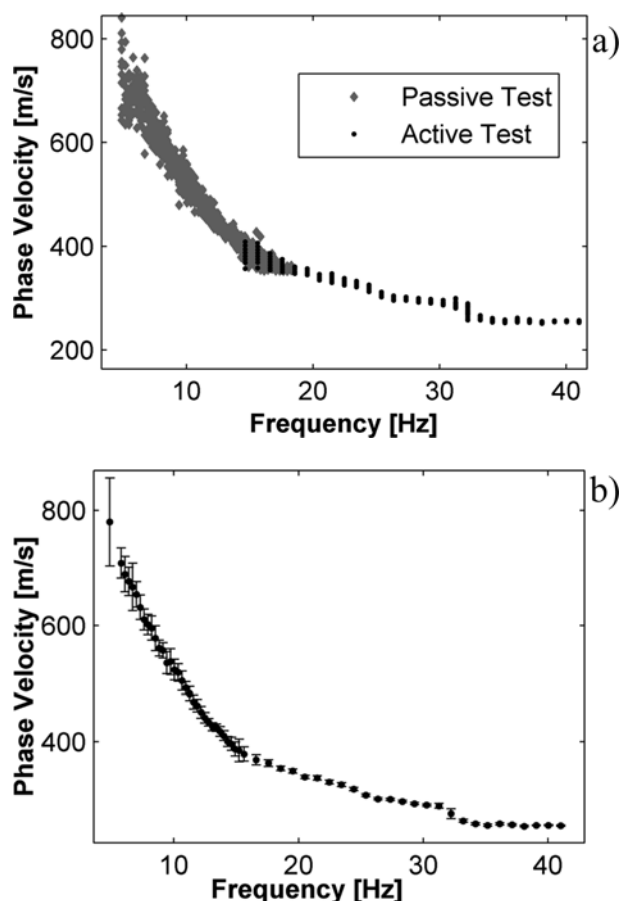 a)
800
600
400
200
Phase Velocity [m/s]
Passive Test
Active Test
10 20 30 40
Frequency [Hz]
b)
800
600
400
Phase Velocity [m/s]
10 20 30 40
Frequency [Hz]